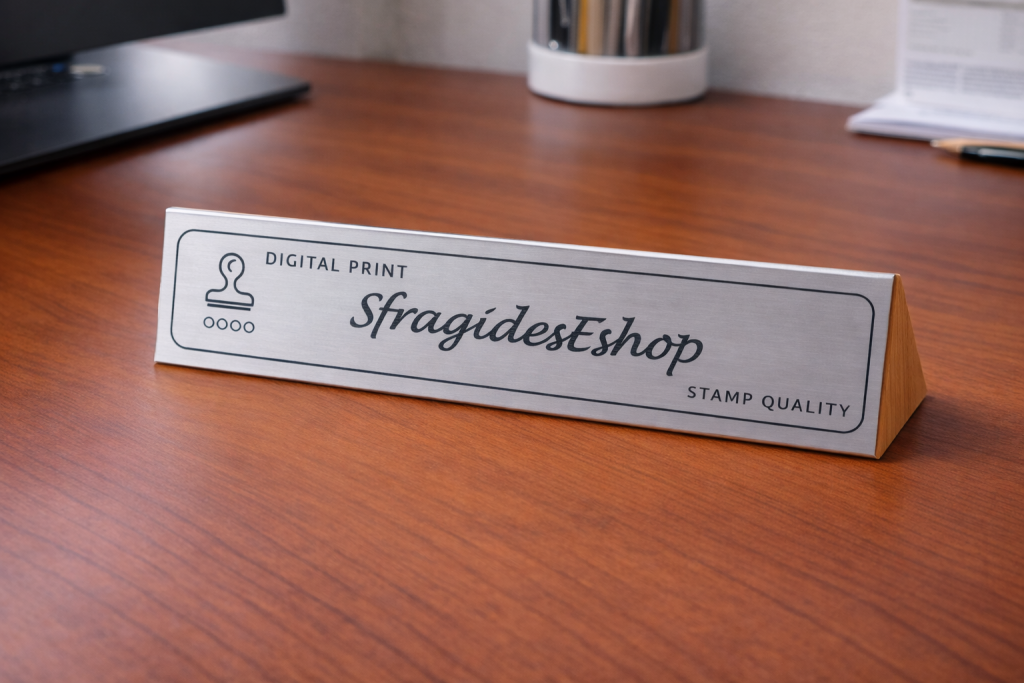 DIGITAL PRINT
SfragidesEshop
STAMP QUALITY